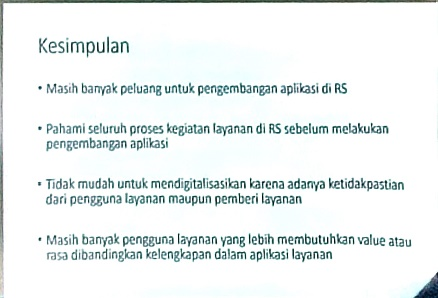 Kesimpulan
• Masih banyak peluang untuk pengembangan aplikasi di RS
• Pahami seluruh proses kegiatan layanan di RS sebelum melakukan
pengembangan aplikasi
• Tidak mudah untuk mendigitalisasikan karena adanya ketidakpastian
dari pengguna layanan maupun pemberi layanan
• Masih banyak pengguna layanan yang lebih membutuhkan value atau
rasa dibandingkan kelengkapan dalam aplikasi layanan